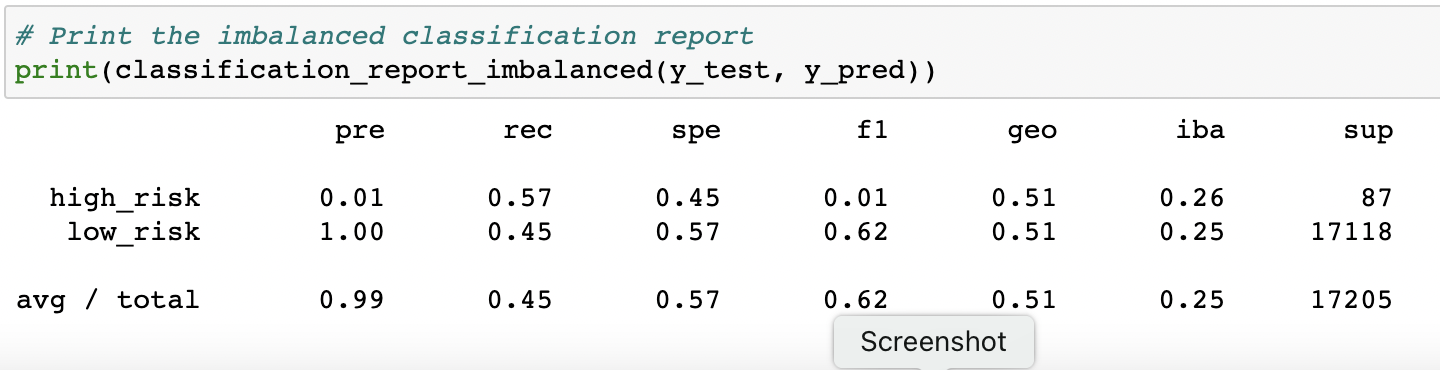 # Print the imbalanced classification report
print(classification_report_imbalanced(y_test, y_pred))
pre rec spe f1 geo iba sup
high_risk 0.01 0.57 0.45 0.01 0.51 0.26 87
low_risk 1.00 0.45 0.57 0.62 0.51 0.25 17118
avg / total 0.99 0.45 0.57 0.62 0.51 0.25 17205
Screenshot